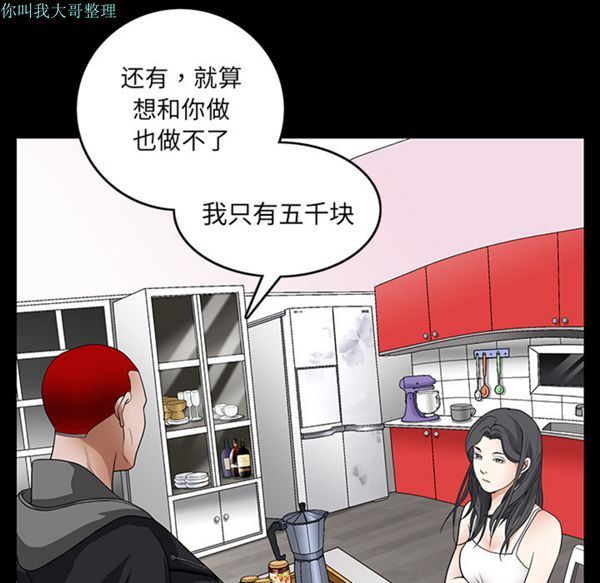 你叫我大哥整理
还有，就算
想和你做
也做不了
我只有五千块